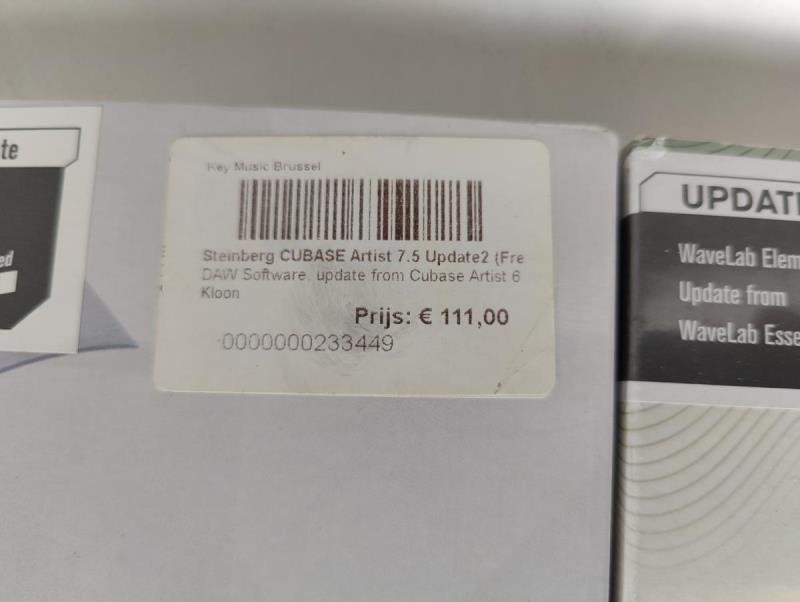 te
ed
Key Music Brussel
Steinberg CUBASE Artist 7.5 Update2 (Fre
DAW Software, update from Cubase Artist 6
Kloon
Prijs: € 111,00
0000000233449
UPDATE
WaveLab Elem
Update from
WaveLab Esse